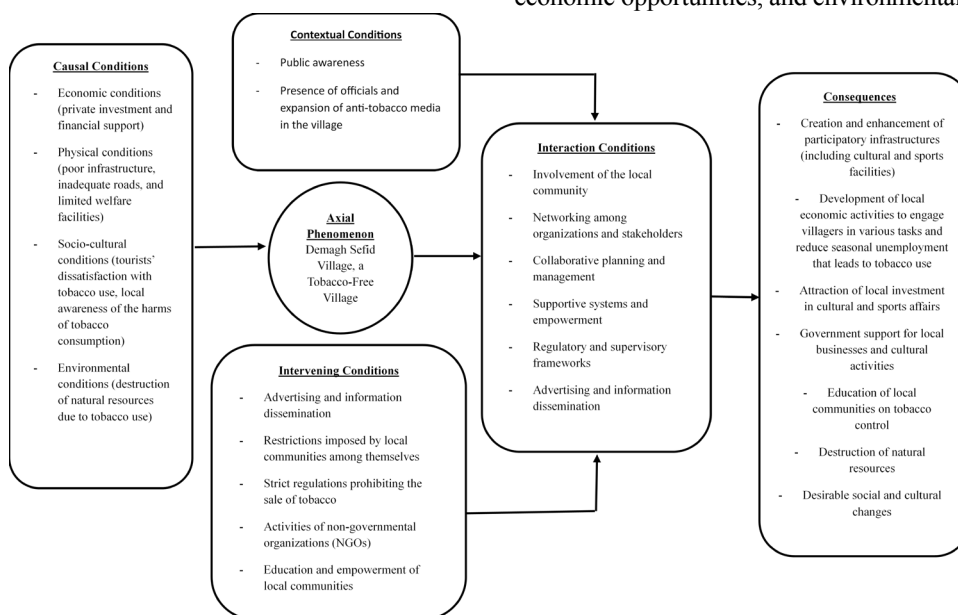 economic opportunities, and environmental
Contextual Conditions
- Public awareness
- Presence of officials and
expansion of anti-tobacco media
in the village
Causal Conditions
- Economic conditions
(private investment and
financial support)
- Physical conditions
(poor infrastructure,
inadequate roads, and
limited welfare
facilities)
- Socio-cultural
conditions (tourists'
dissatisfaction with
tobacco use, local
awareness of the harms
of tobacco
consumption)
- Environmental
conditions (destruction
of natural resources
due to tobacco use)
Axial
Phenomenon
Demagh Sefid
Village, a
Tobacco-Free
Village
Intervening Conditions
- Advertising and information
dissemination
- Restrictions imposed by local
communities among themselves
- Strict regulations prohibiting the
sale of tobacco
- Activities of non-governmental
organizations (NGOs)
- Education and empowerment of
local communities
Interaction Conditions
- Involvement of the local
community
- Networking among
organizations and stakeholders
- Collaborative planning and
management
- Supportive systems and
empowerment
- Regulatory and supervisory
frameworks
- Advertising and information
dissemination
Consequences
- Creation and enhancement of
participatory infrastructures
(including cultural and sports
facilities)
- Development of local
economic activities to engage
villagers in various tasks and
reduce seasonal unemployment
that leads to tobacco use
- Attraction of local investment
in cultural and sports affairs
- Government support for local
businesses and cultural
activities
- Education of local
communities on tobacco
control
- Destruction of natural
resources
- Desirable social and cultural
changes